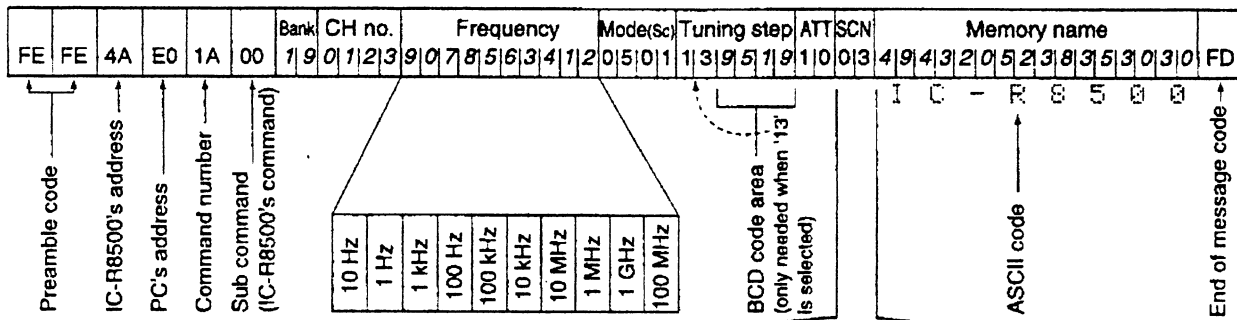 Bank CH no. Frequency Mode(Sc) Tuning step ATT SCN Memory name
FE FE 4A E0 1A 00 1 9 0 1 2 3 9 0 7 8 5 6 3 4 1 2 0 5 0 1 1 3 9 5 1 9 1 0 0 3 4 9 4 3 2 0 5 2 3 8 3 5 3 0 3 0 FD
I C - R 8 5 0 0
Preamble code
IC-R8500's address
PC's address
Command number
Sub command
(IC-R8500's command)
10 Hz
1 Hz
1 kHz
100 Hz
100 kHz
10 kHz
10 MHz
1 MHz
1 GHz
100 MHz
BCD code area
(only needed when '13'
is selected)
ASCII code
End of message code